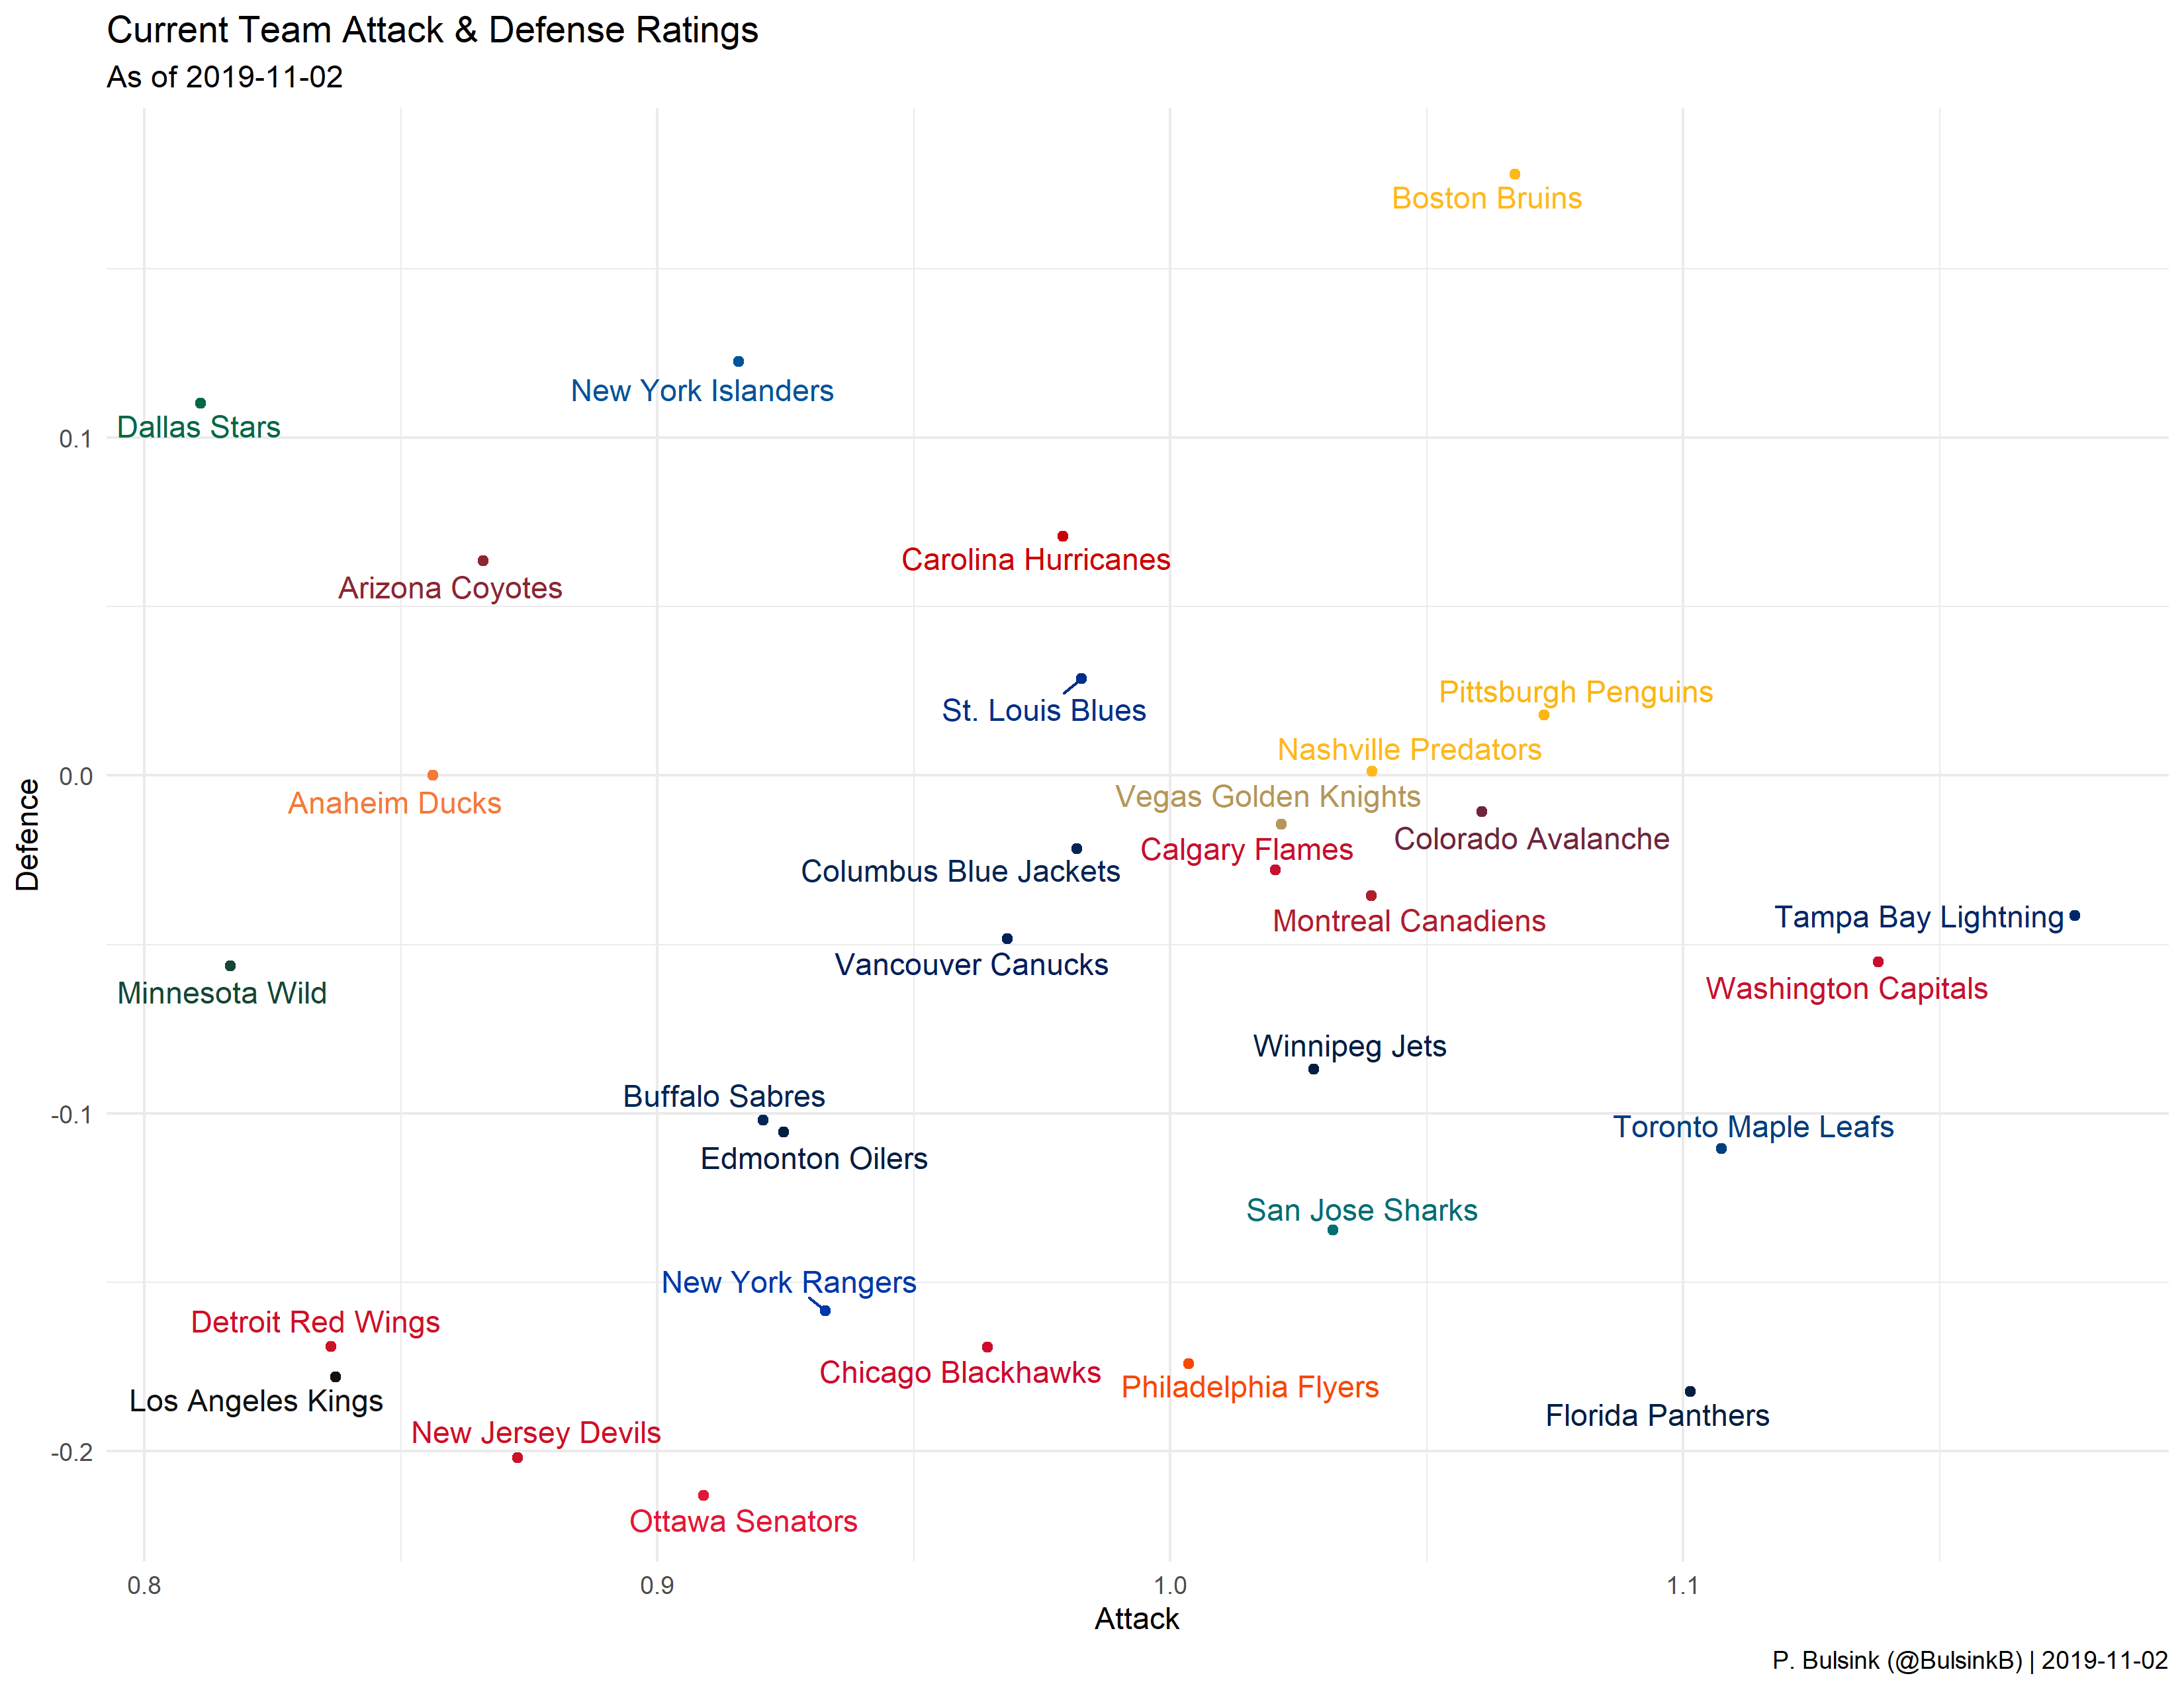 Current Team Attack & Defense Ratings
As of 2019-11-02
Boston Bruins
New York Islanders
Dallas Stars
0.1
Carolina Hurricanes
Arizona Coyotes
Pittsburgh Penguins
St. Louis Blues
Nashville Predators
0.0
Vegas Golden Knights
Anaheim Ducks
Colorado Avalanche
Calgary Flames
Defence
Columbus Blue Jackets
Tampa Bay Lightning
Montreal Canadiens
Vancouver Canucks
Washington Capitals
Minnesota Wild
Winnipeg Jets
Buffalo Sabres
-0.1
Toronto Maple Leafs
Edmonton Oilers
San Jose Sharks
New York Rangers
Detroit Red Wings
Chicago Blackhawks
Philadelphia Flyers
Los Angeles Kings
Florida Panthers
New Jersey Devils
-0.2
Ottawa Senators
0.8 0.9 1.0 1.1
Attack
P. Bulsink (@BulsinkB) | 2019-11-02